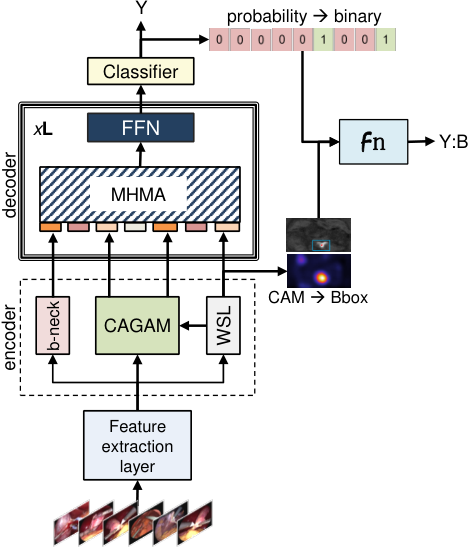 Y
probability → binary
0 0 0 0 0 1 0 0 1
Classifier
xL
FFN
fn
Y:B
decoder
MHMA
CAM → Bbox
encoder
b-neck
CAGAM
WSL
Feature
extraction
layer